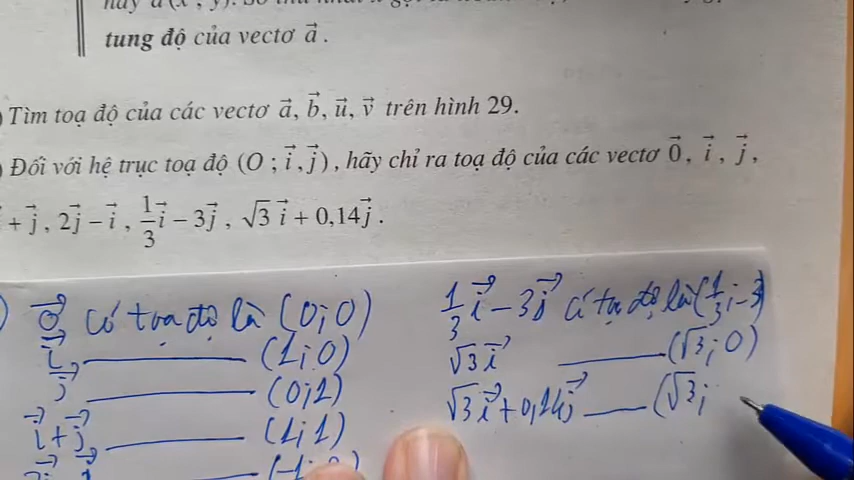 tung độ của vectơ a⃗ .
Tìm toạ độ của các vectơ a⃗, b⃗, u⃗, v⃗ trên hình 29.
Đối với hệ trục toạ độ (O ; i⃗, j⃗) , hãy chỉ ra toạ độ của các vectơ 0⃗, i⃗, j⃗,
+ j⃗, 2j⃗ − i⃗, 1/3 i⃗ − 3j⃗, √3 i⃗ + 0,14j⃗ .
0⃗ có toạ độ là (0; 0)
i⃗ (1; 0)
j⃗ (0; 1)
i⃗ + j⃗ (1; 1)
1/3 i⃗ − 3j⃗ có toạ độ là (1/3; −3)
√3 i⃗ (√3; 0)
√3 i⃗ + 0,14j⃗ (√3;